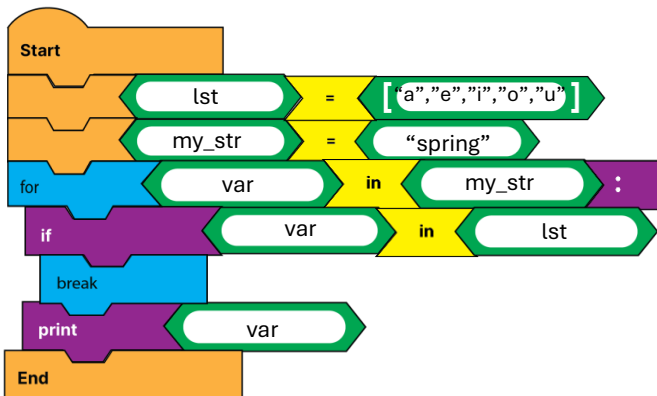 Start
lst = [“a”,“e”,“i”,“o”,“u”]
my_str = “spring”
for var in my_str :
if var in lst
break
print var
End